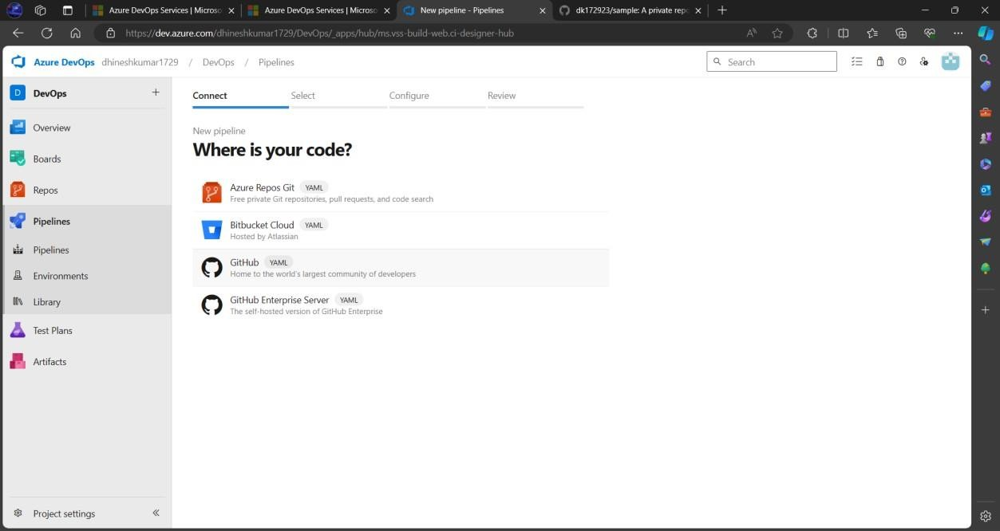 Azure DevOps Services | Microso
Azure DevOps Services | Microso
New pipeline - Pipelines
dk172923/sample: A private repo
https://dev.azure.com/dhineshkumar1729/DevOps/_apps/hub/ms.vss-build-web.ci-designer-hub
Azure DevOps dhineshkumar1729 / DevOps / Pipelines
Search
D DevOps
Overview
Boards
Repos
Pipelines
Pipelines
Environments
Library
Test Plans
Artifacts
Project settings
Connect Select Configure Review
New pipeline
Where is your code?
Azure Repos Git YAML
Free private Git repositories, pull requests, and code search
Bitbucket Cloud YAML
Hosted by Atlassian
GitHub YAML
Home to the world's largest community of developers
GitHub Enterprise Server YAML
The self-hosted version of GitHub Enterprise